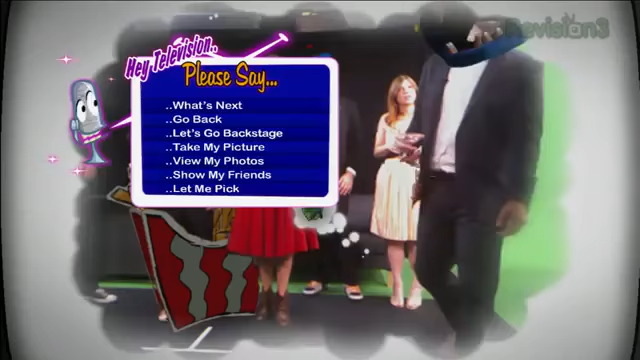 Revision3
Hey Television..
Please Say...
..What's Next
..Go Back
..Let's Go Backstage
..Take My Picture
..View My Photos
..Show My Friends
..Let Me Pick